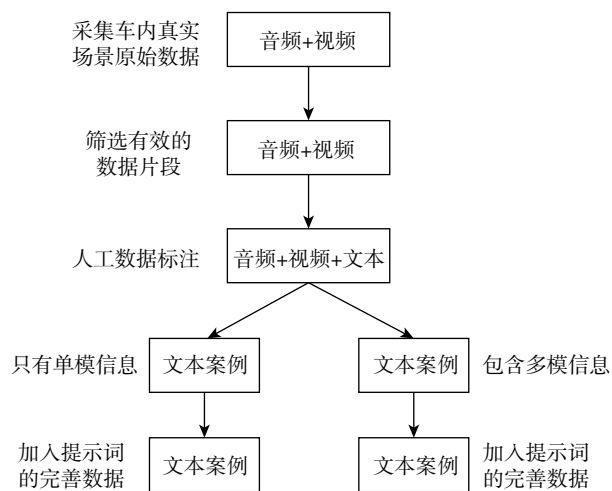 采集车内真实
场景原始数据
音频+视频
筛选有效的
数据片段
音频+视频
人工数据标注
音频+视频+文本
只有单模信息
文本案例
文本案例
包含多模信息
加入提示词
的完善数据
文本案例
文本案例
加入提示词
的完善数据